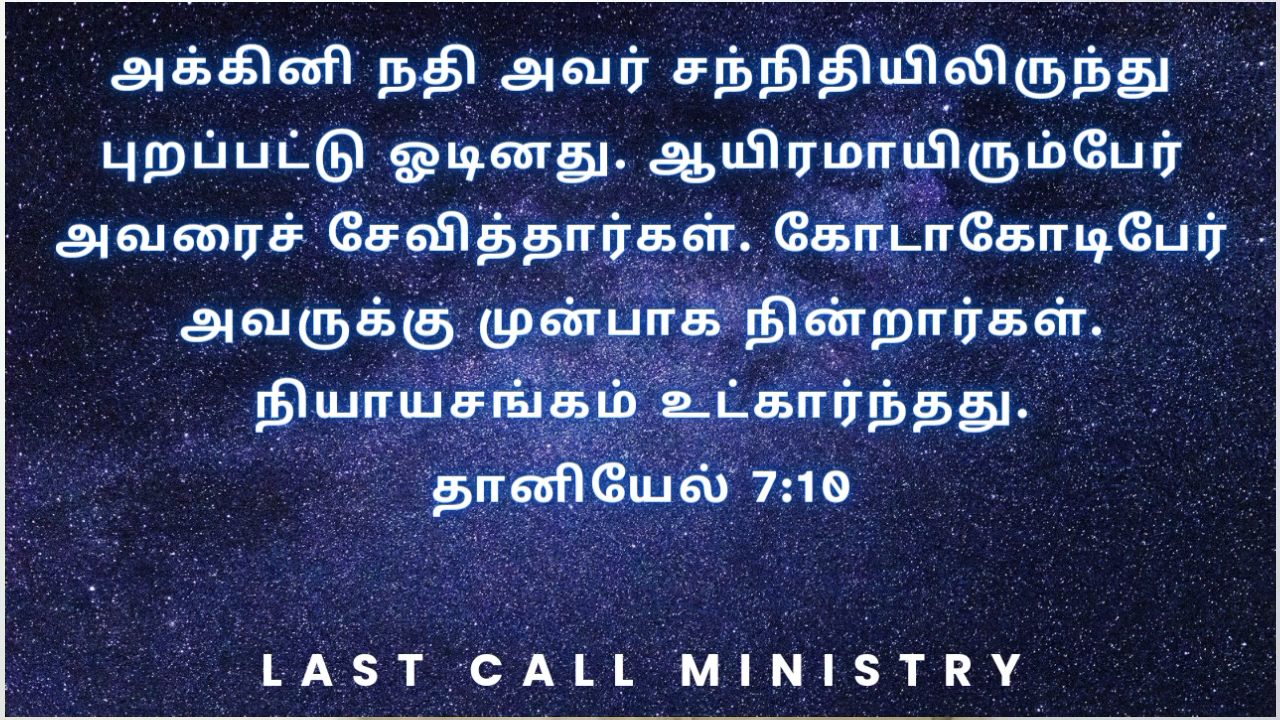 அக்கினி நதி அவர் சந்நிதியிலிருந்து
புறப்பட்டு ஓடினது. ஆயிரமாயிரும்பேர்
அவரைச் சேவித்தார்கள். கோடாகோடிபேர்
அவருக்கு முன்பாக நின்றார்கள்.
நியாயசங்கம் உட்கார்ந்தது.
தானியேல் 7:10
LAST CALL MINISTRY